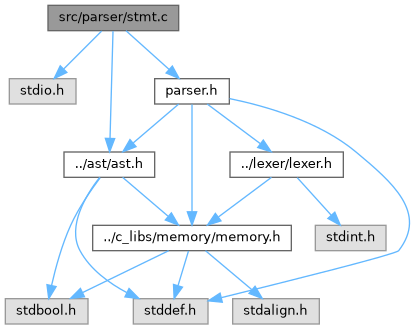 src/parser/stmt.c
stdio.h
parser.h
../ast/ast.h
../lexer/lexer.h
../c_libs/memory/memory.h
stdint.h
stdbool.h
stddef.h
stdalign.h